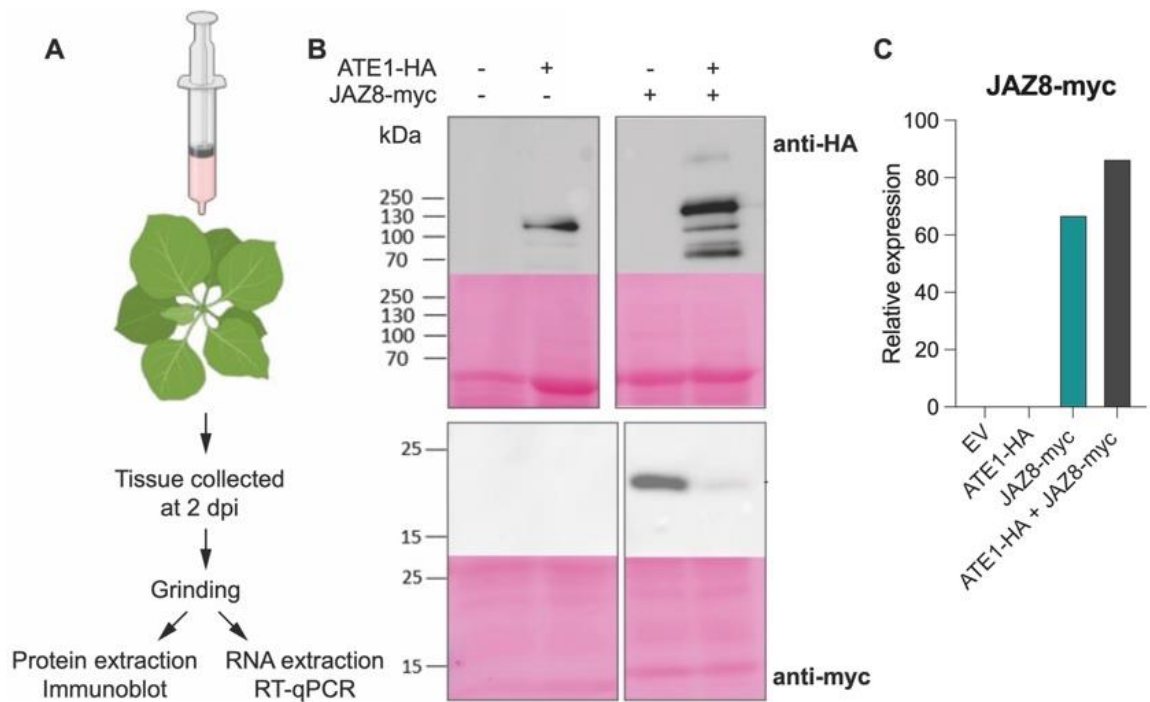 A
Tissue collected
at 2 dpi
Grinding
Protein extraction
Immunoblot
RNA extraction
RT-qPCR
B
ATE1-HA - + - +
JAZ8-myc - - + +
kDa
anti-HA
250
130
100
70
250
130
100
70
25
15
25
15
anti-myc
C
JAZ8-myc
Relative expression
100
80
60
40
20
0
EV
ATE1-HA
JAZ8-myc
ATE1-HA + JAZ8-myc